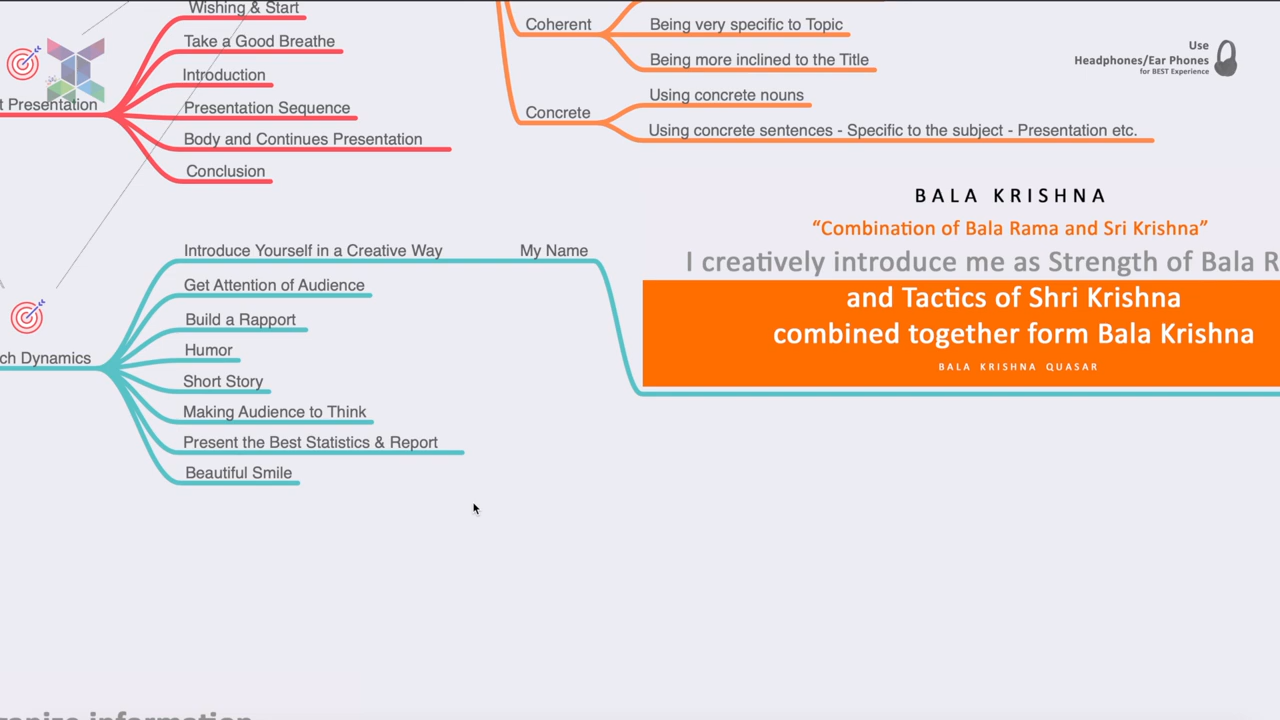 Wishing & Start
Take a Good Breathe
Introduction
t Presentation
Presentation Sequence
Body and Continues Presentation
Conclusion
Coherent
Being very specific to Topic
Being more inclined to the Title
Concrete
Using concrete nouns
Using concrete sentences - Specific to the subject - Presentation etc.
Use
Headphones/Ear Phones
for BEST Experience
BALA KRISHNA
“Combination of Bala Rama and Sri Krishna”
I creatively introduce me as Strength of Bala R
and Tactics of Shri Krishna
combined together form Bala Krishna
BALA KRISHNA QUASAR
Introduce Yourself in a Creative Way
My Name
Get Attention of Audience
Build a Rapport
Humor
ch Dynamics
Short Story
Making Audience to Think
Present the Best Statistics & Report
Beautiful Smile
ganize information